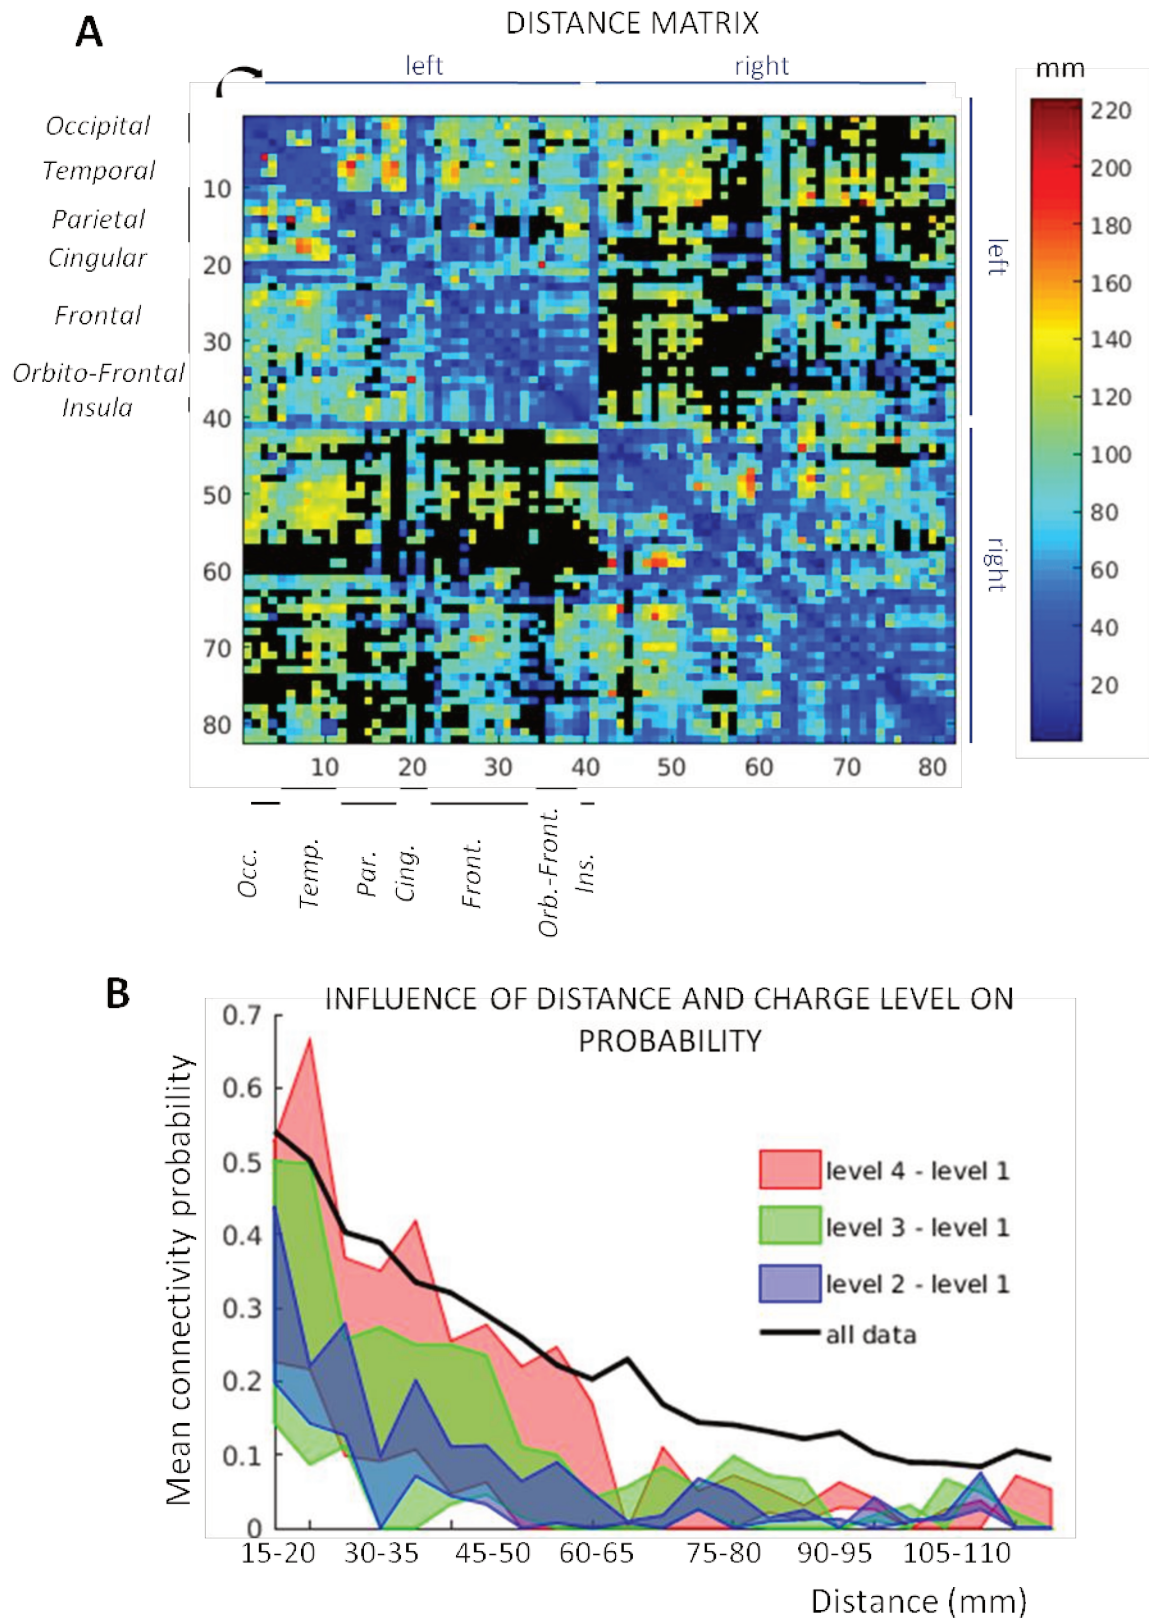 A
DISTANCE MATRIX
left
right
mm
Occipital
Temporal
Parietal
Cingular
Frontal
Orbito-Frontal
Insula
10
20
30
40
50
60
70
80
left
right
220
200
180
160
140
120
100
80
60
40
20
10 20 30 40 50 60 70 80
Occ.
Temp.
Par.
Cing.
Front.
Orb.-Front.
Ins.
B
INFLUENCE OF DISTANCE AND CHARGE LEVEL ON
PROBABILITY
Mean connectivity probability
0.7
0.6
0.5
0.4
0.3
0.2
0.1
0
level 4 - level 1
level 3 - level 1
level 2 - level 1
all data
15-20 30-35 45-50 60-65 75-80 90-95 105-110
Distance (mm)